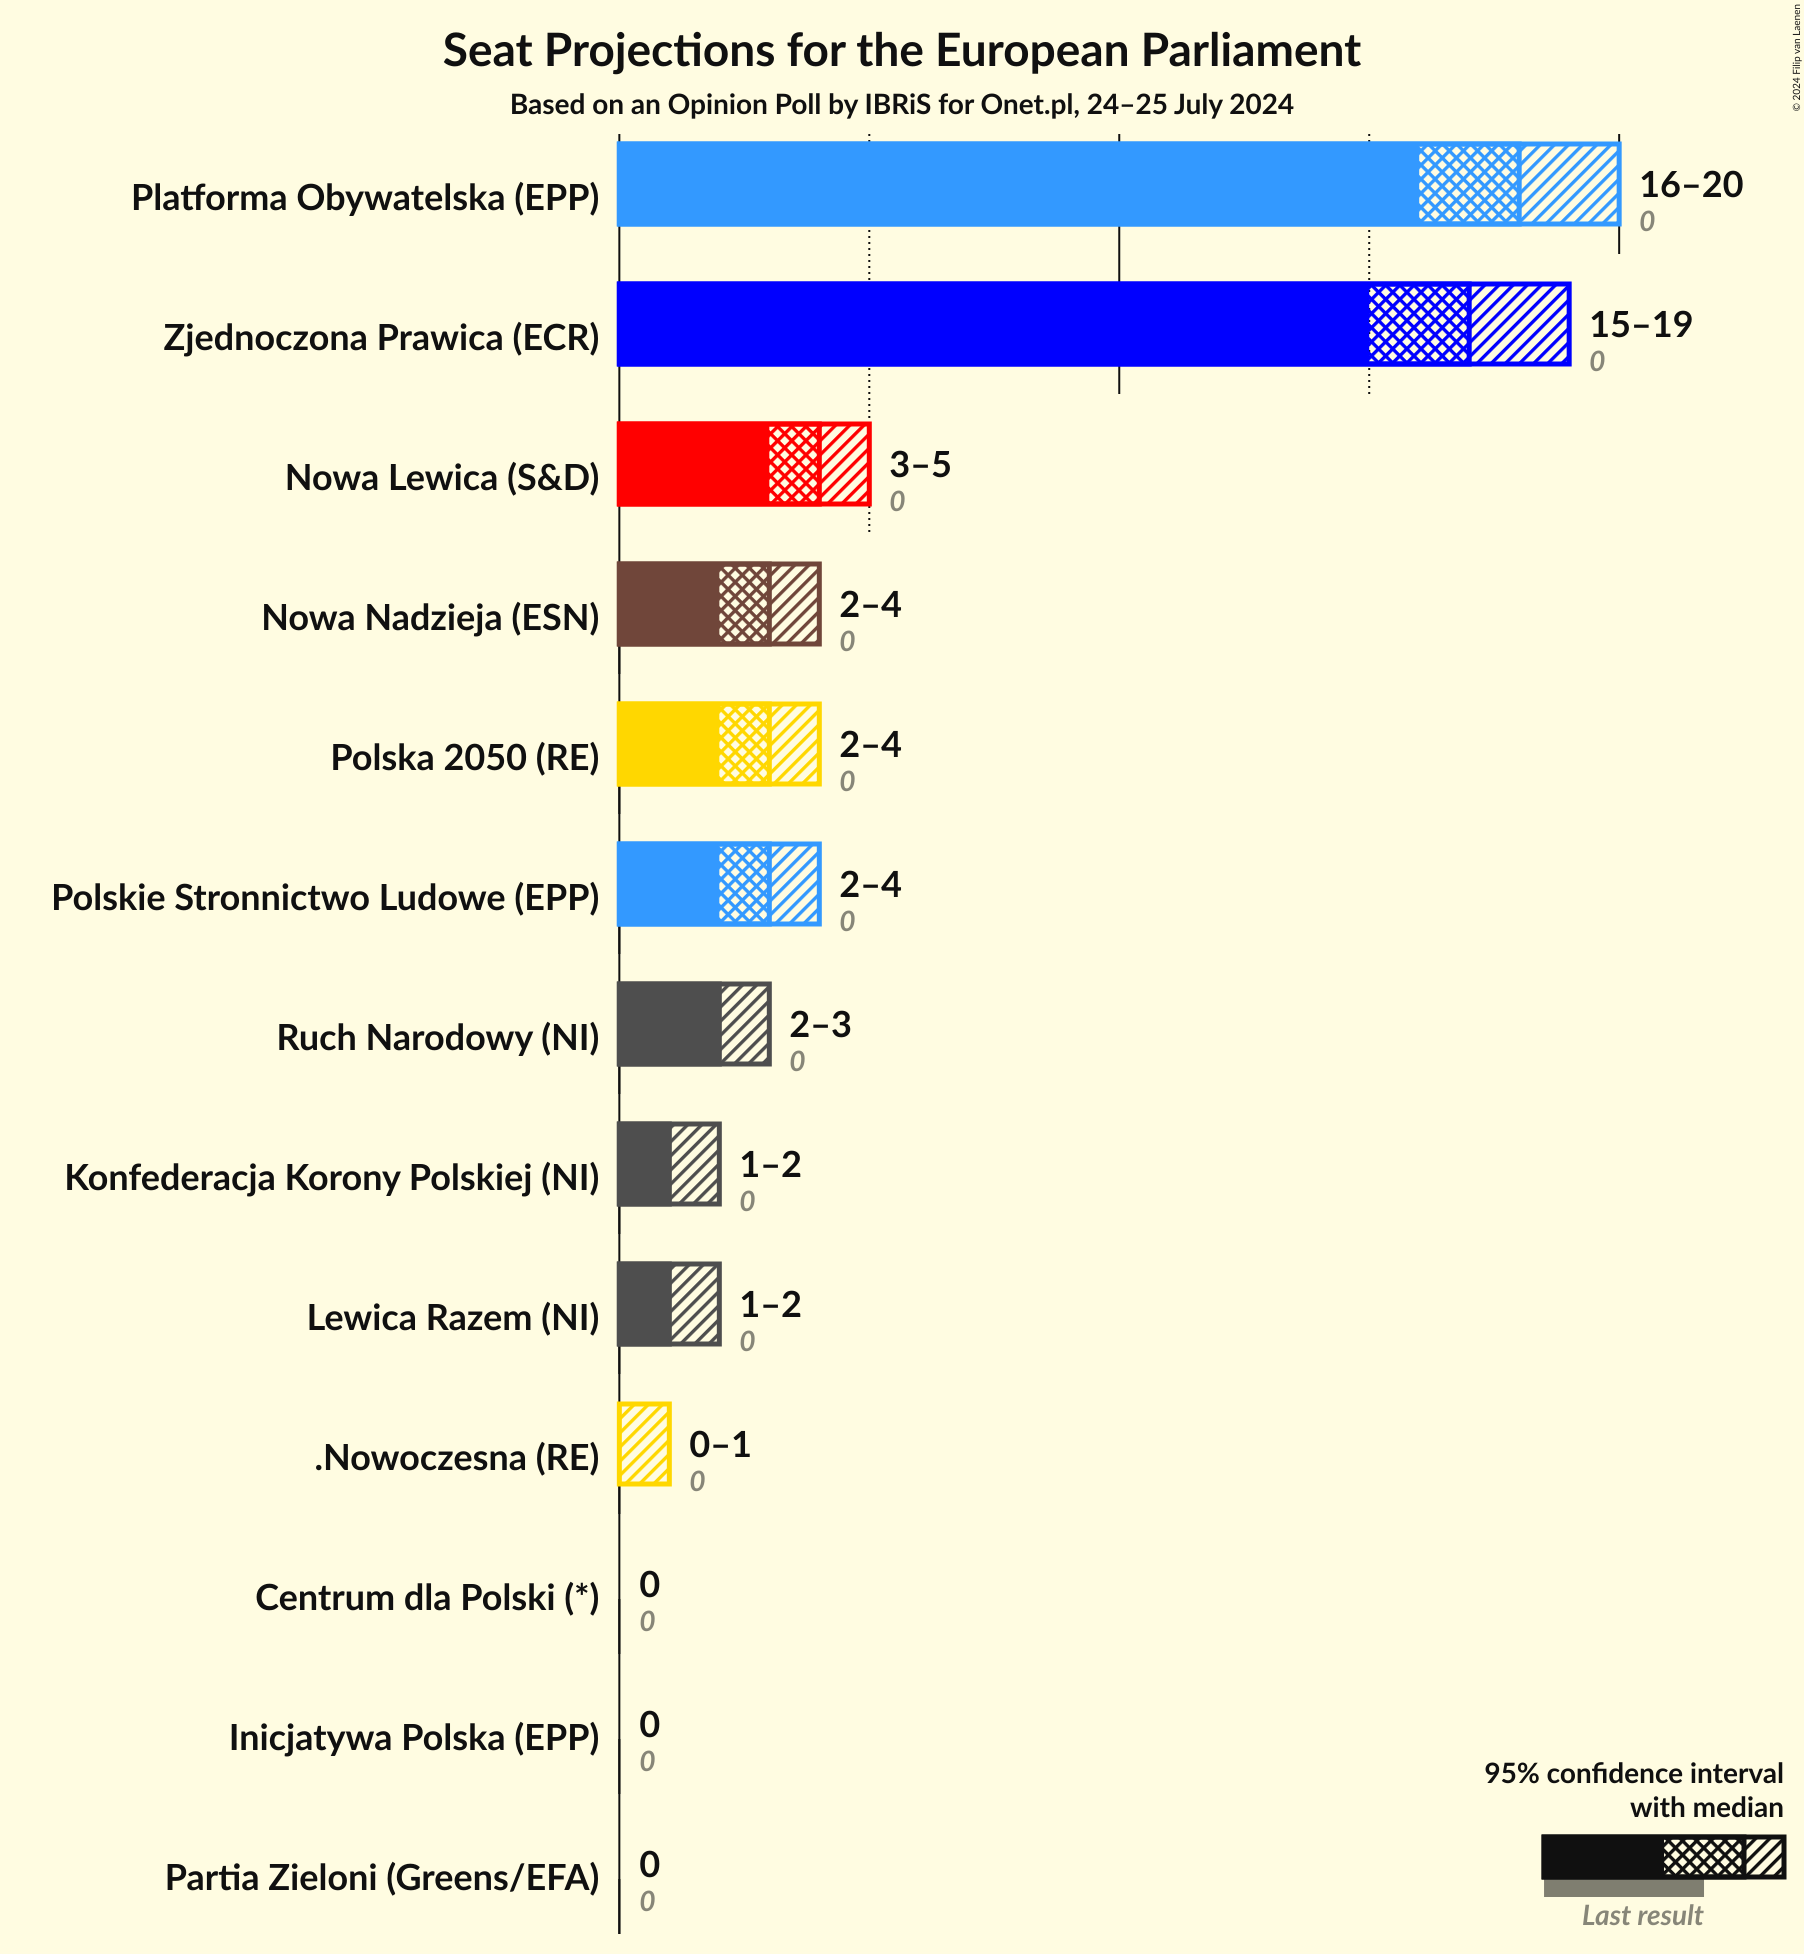 Seat Projections for the European Parliament
Based on an Opinion Poll by IBRiS for Onet.pl, 24–25 July 2024
© 2024 Filip van Laenen
Platforma Obywatelska (EPP)
16–20
0
Zjednoczona Prawica (ECR)
15–19
0
Nowa Lewica (S&D)
3–5
0
Nowa Nadzieja (ESN)
2–4
0
Polska 2050 (RE)
2–4
0
Polskie Stronnictwo Ludowe (EPP)
2–4
0
Ruch Narodowy (NI)
2–3
0
Konfederacja Korony Polskiej (NI)
1–2
0
Lewica Razem (NI)
1–2
0
.Nowoczesna (RE)
0–1
0
Centrum dla Polski (*)
0
0
Inicjatywa Polska (EPP)
0
0
Partia Zieloni (Greens/EFA)
0
0
95% confidence interval
with median
Last result